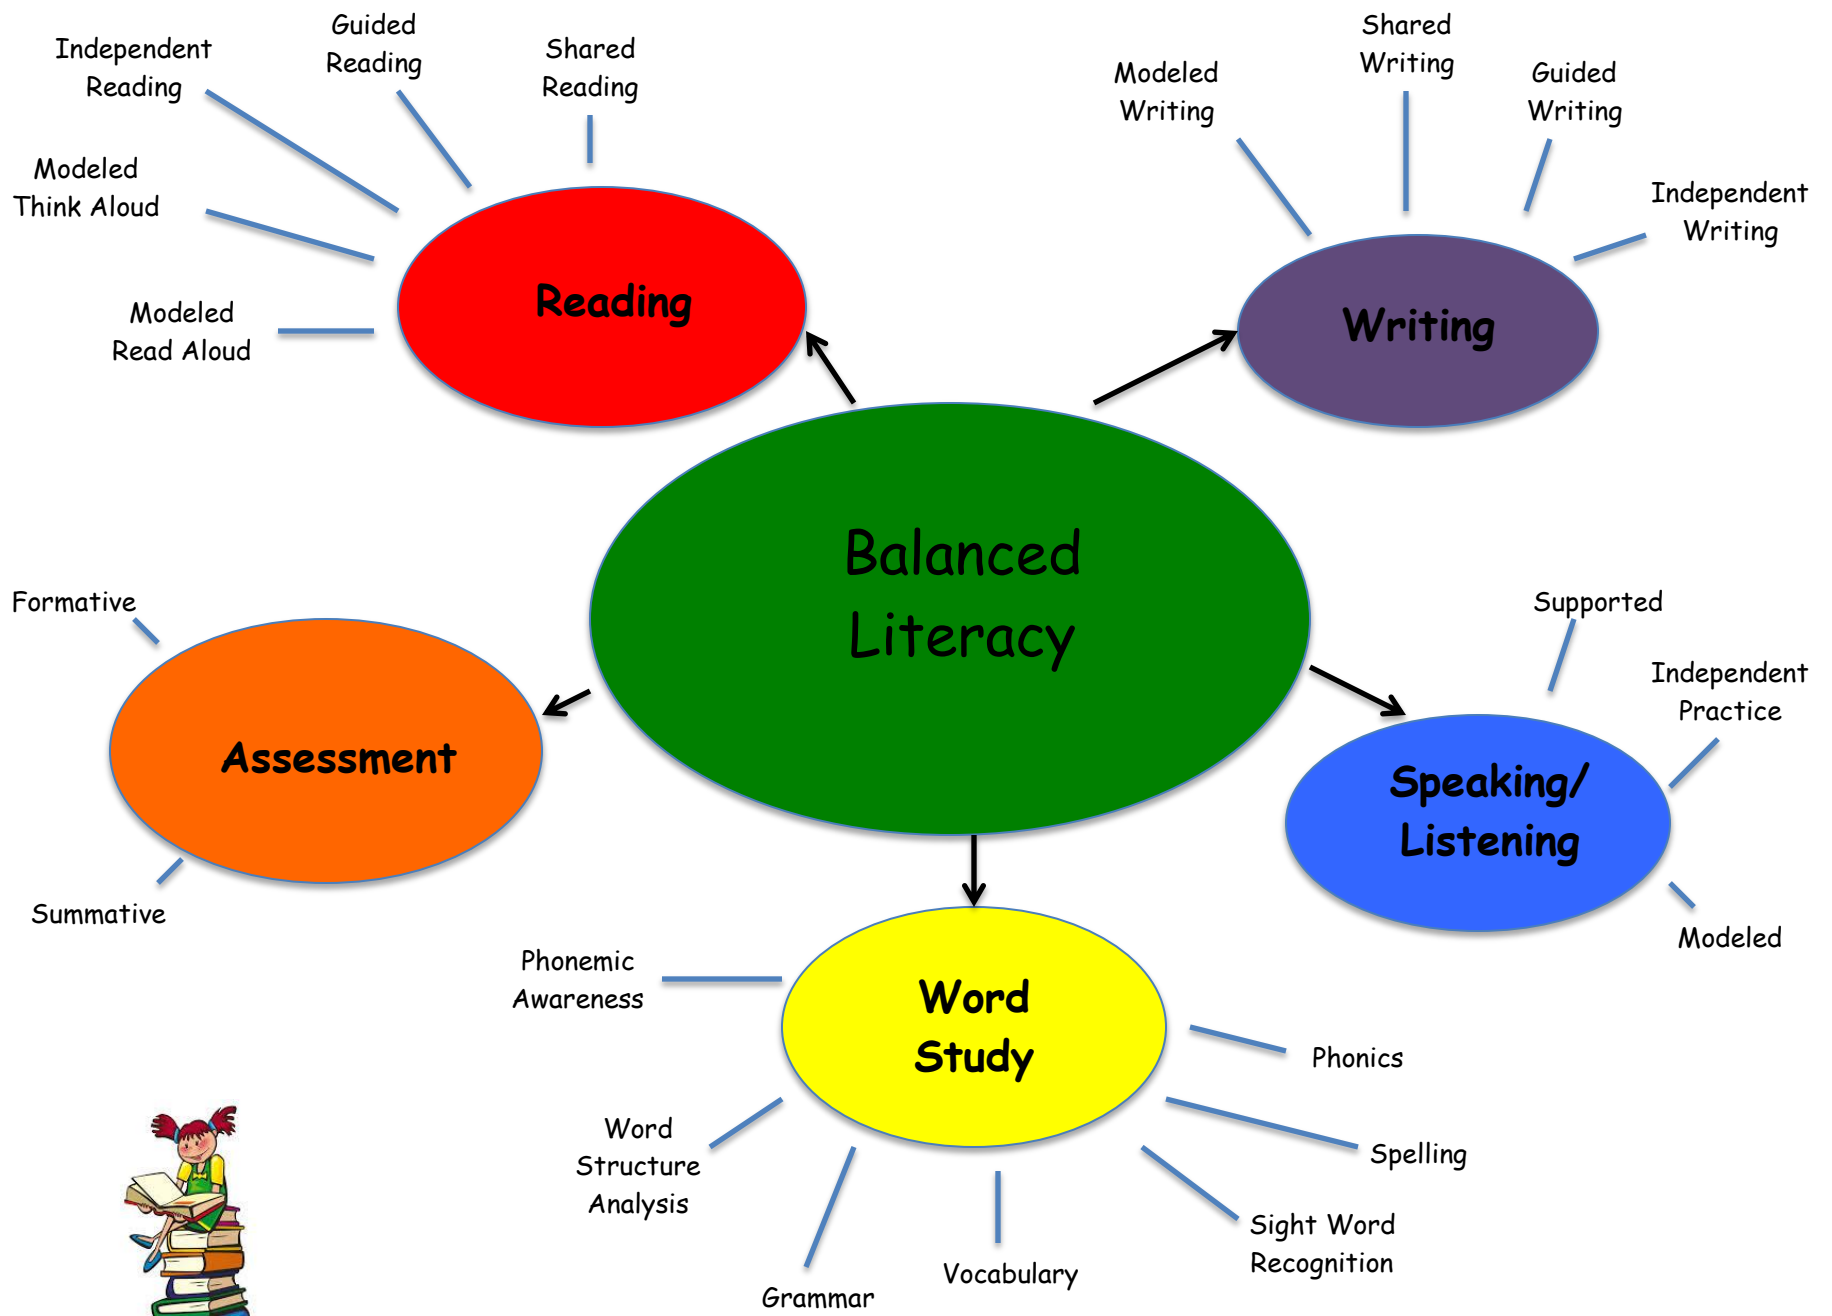 Independent
Reading
Guided
Reading
Shared
Reading
Modeled
Think Aloud
Modeled
Read Aloud
Reading
Modeled
Writing
Shared
Writing
Guided
Writing
Independent
Writing
Writing
Balanced
Literacy
Formative
Assessment
Summative
Supported
Independent
Practice
Speaking/
Listening
Modeled
Phonemic
Awareness
Word
Study
Phonics
Word
Structure
Analysis
Spelling
Sight Word
Recognition
Vocabulary
Grammar